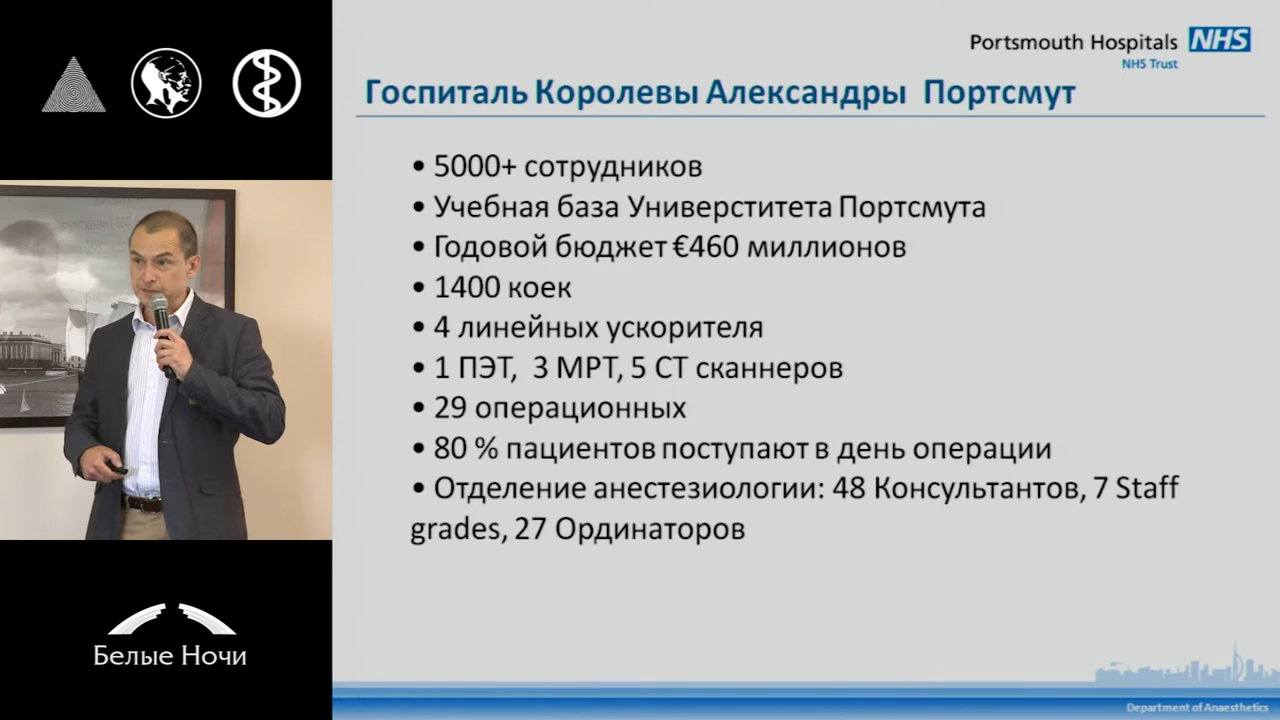 Portsmouth Hospitals NHS
NHS Trust
Госпиталь Королевы Александры Портсмут
• 5000+ сотрудников
• Учебная база Универститета Портсмута
• Годовой бюджет €460 миллионов
• 1400 коек
• 4 линейных ускорителя
• 1 ПЭТ, 3 МРТ, 5 СТ сканнеров
• 29 операционных
• 80 % пациентов поступают в день операции
• Отделение анестезиологии: 48 Консультантов, 7 Staff
grades, 27 Ординаторов
Белые Ночи
Department of Anaesthetics